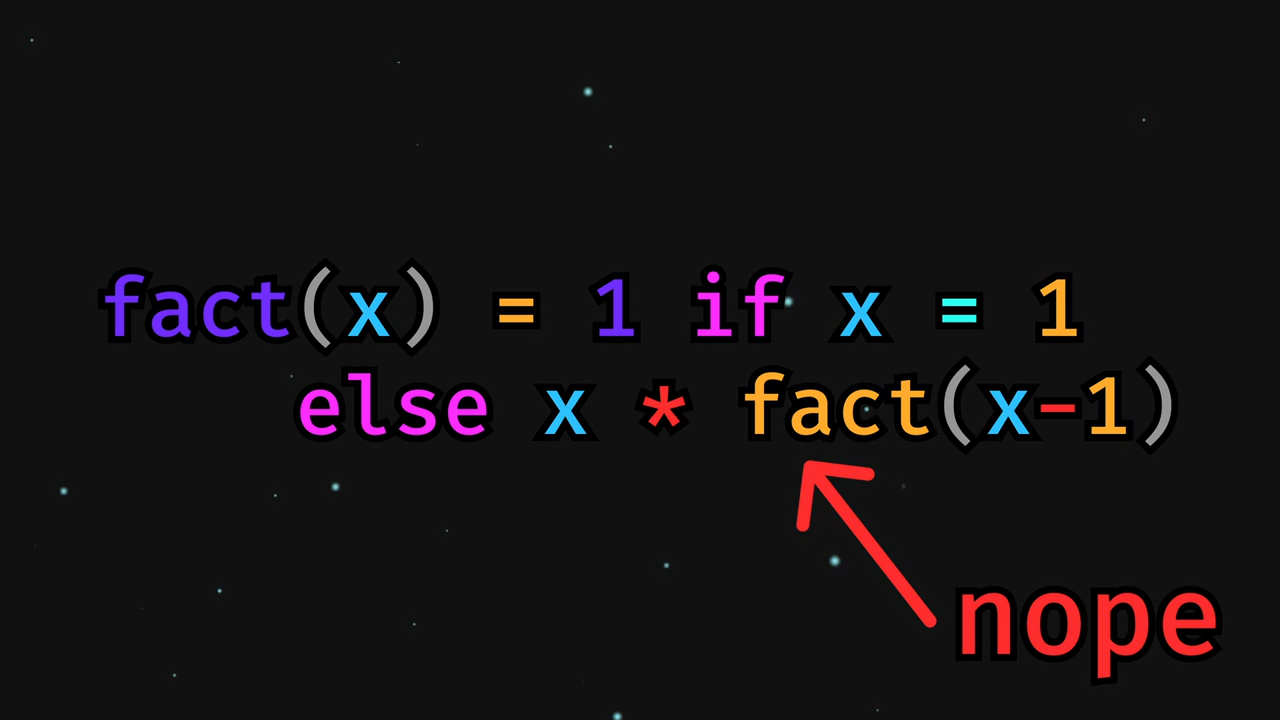 fact(x) = 1 if x = 1
else x * fact(x-1)
nope